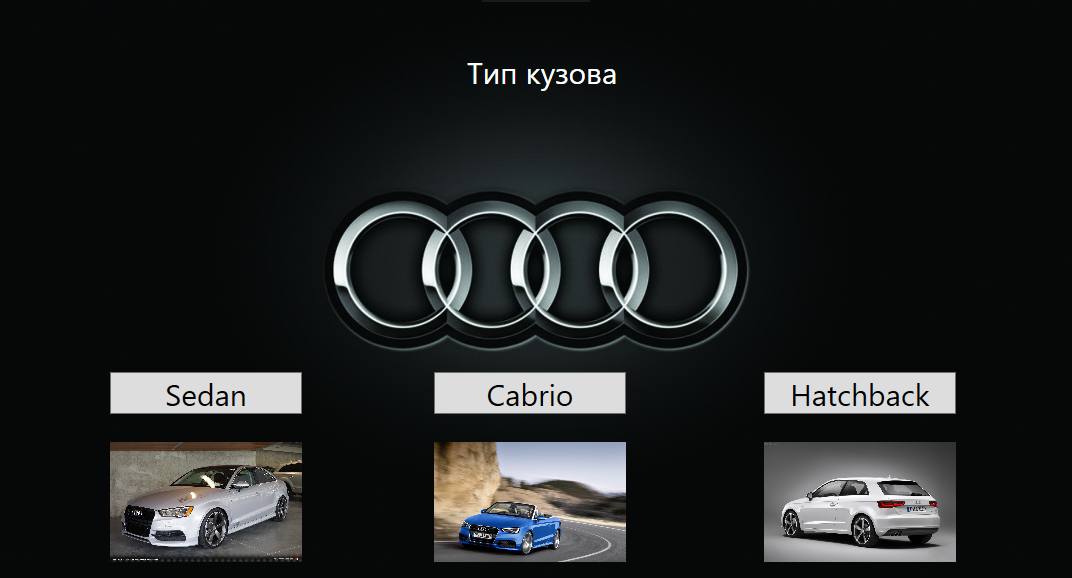 Тип кузова
Sedan
Cabrio
Hatchback